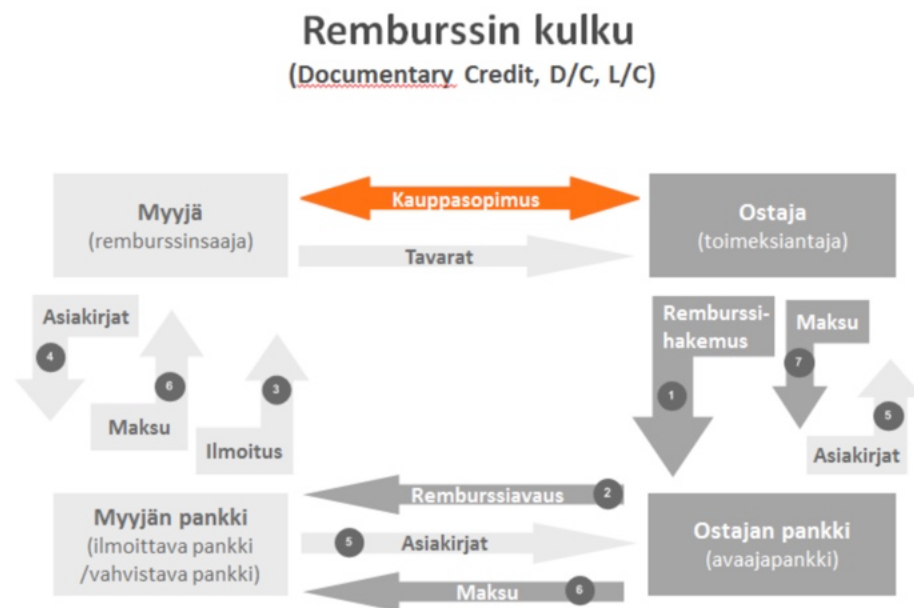 Remburssin kulku
(Documentary Credit, D/C, L/C)
Myyjä
(remburssinsaaja)
Kauppasopimus
Tavarat
Ostaja
(toimeksiantaja)
Asiakirjat
4
6
Maksu
3
Ilmoitus
Remburssi-
hakemus
1
Maksu
7
5
Asiakirjat
Myyjän pankki
(ilmoittava pankki
/vahvistava pankki)
Remburssiavaus
2
5
Asiakirjat
Maksu
6
Ostajan pankki
(avaajapankki)